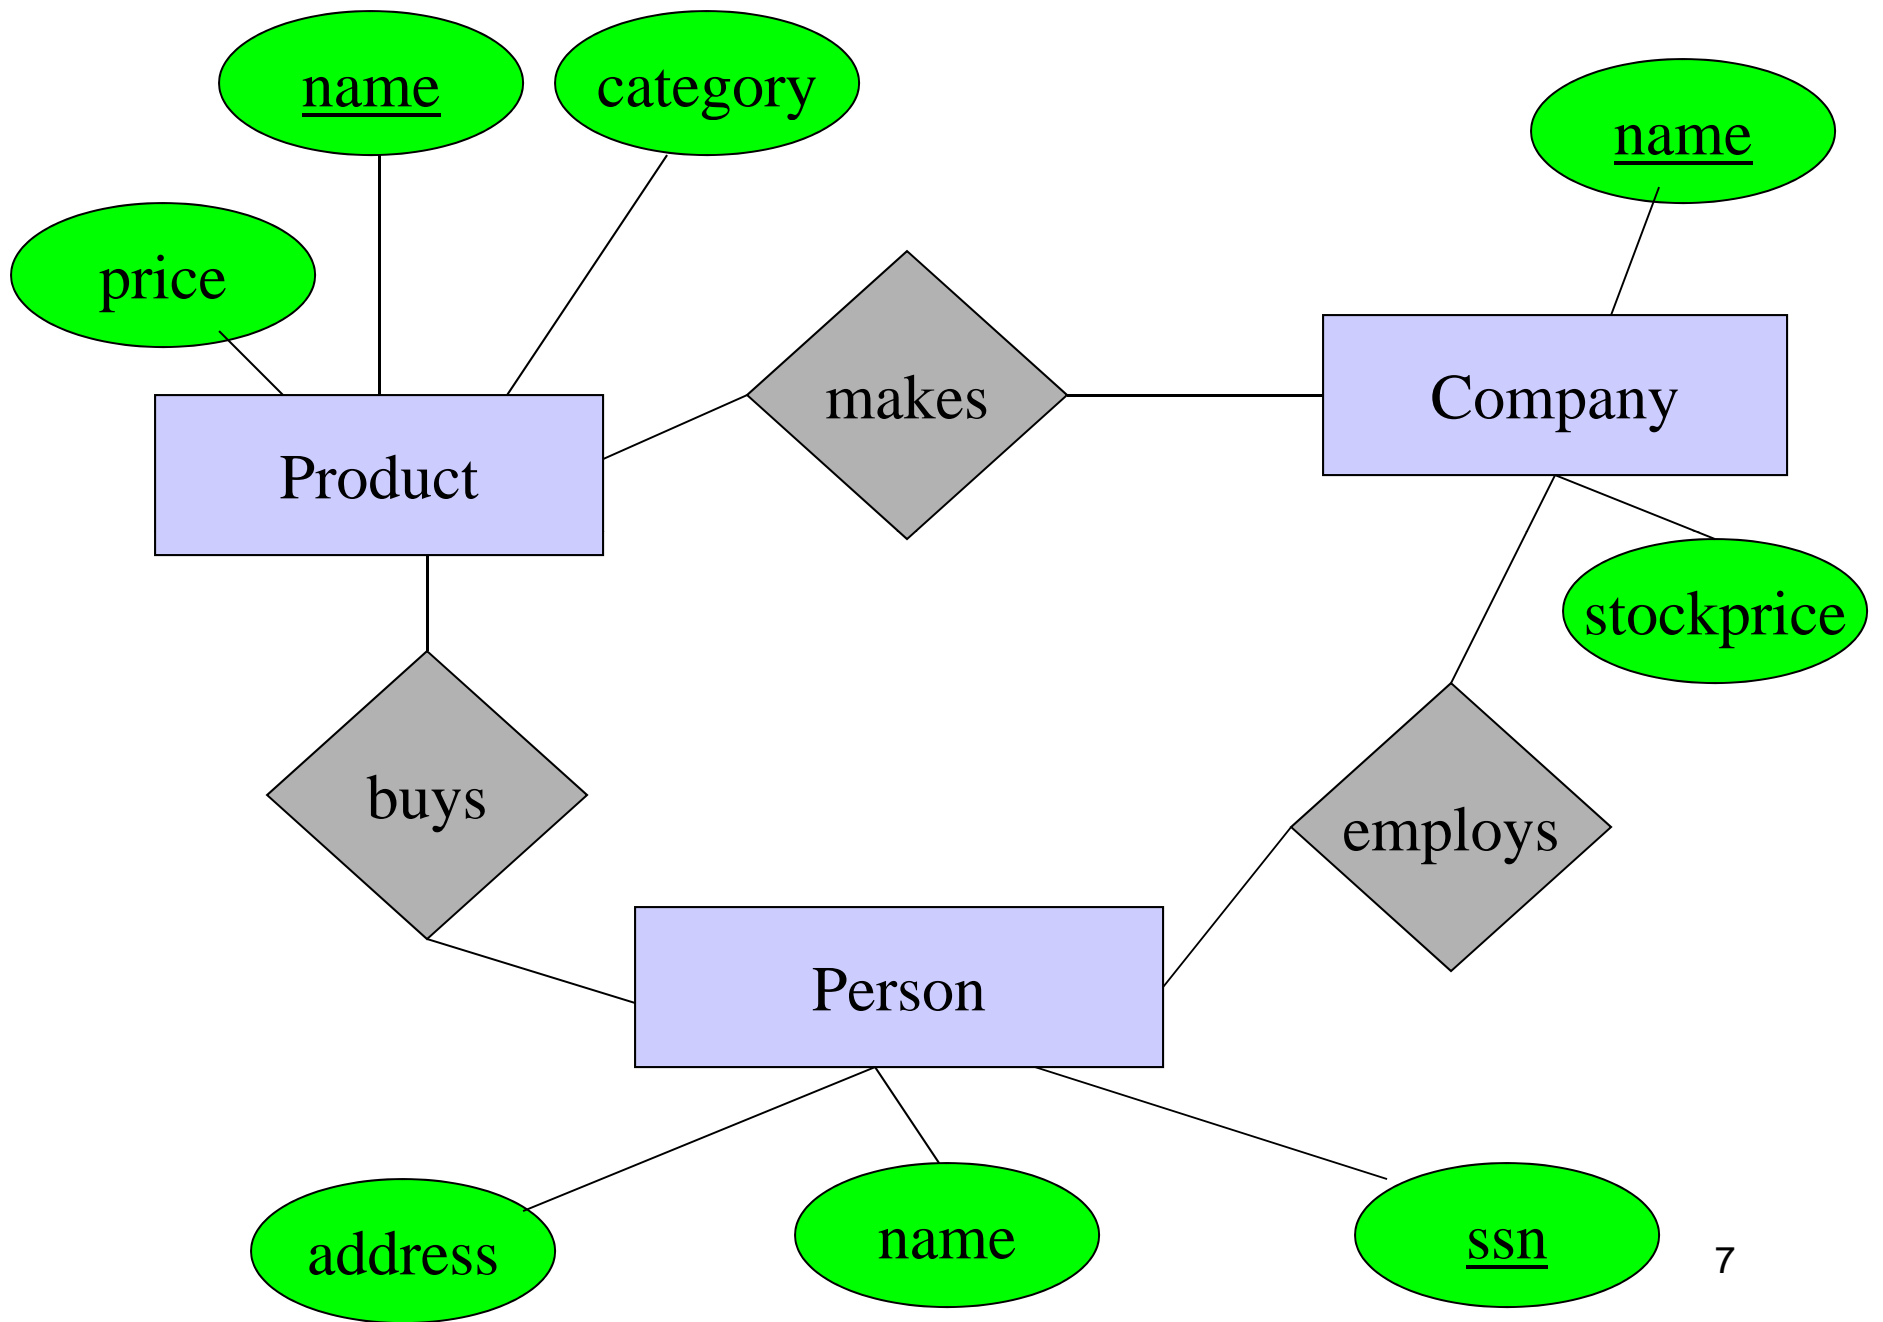 name
category
name
price
makes
Company
Product
stockprice
buys
employs
Person
address
name
ssn
7